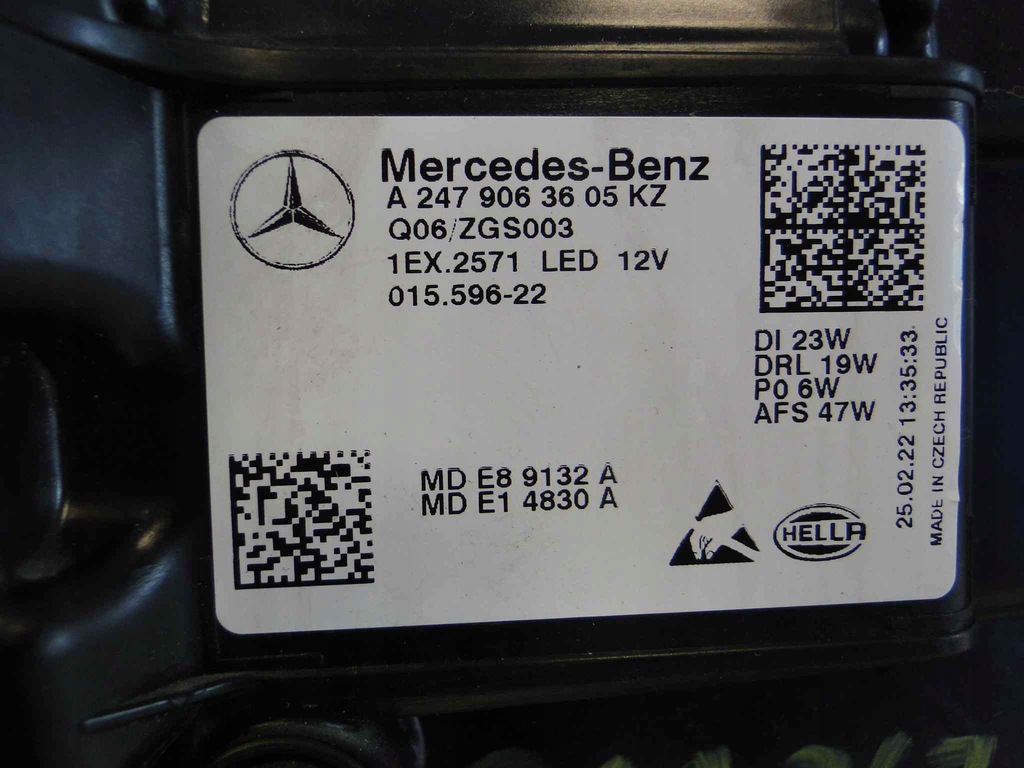 Mercedes-Benz
A 247 906 36 05 KZ
Q06/ZGS003
1EX.2571 LED 12V
015.596-22
DI 23W
DRL 19W
PO 6W
AFS 47W
25.02.22 13:35:33
MADE IN CZECH REPUBLIC
MD E8 9132 A
MD E1 4830 A
HELLA